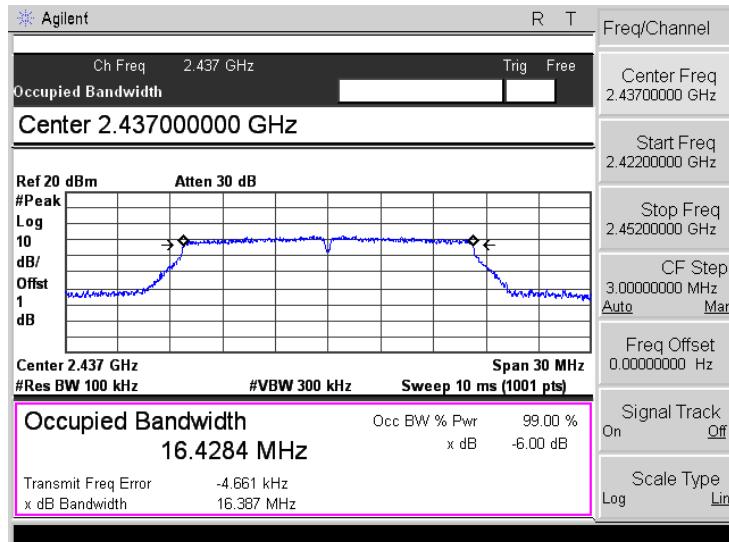 Agilent R T
Ch Freq 2.437 GHz Trig Free
Occupied Bandwidth
Center 2.437000000 GHz
Ref 20 dBm Atten 30 dB
#Peak
Log
10
dB/
Offst
1
dB
Center 2.437 GHz Span 30 MHz
#Res BW 100 kHz #VBW 300 kHz Sweep 10 ms (1001 pts)
Occupied Bandwidth
16.4284 MHz
Occ BW % Pwr 99.00 %
x dB -6.00 dB
Transmit Freq Error -4.661 kHz
x dB Bandwidth 16.387 MHz
Freq/Channel
Center Freq
2.43700000 GHz
Start Freq
2.42200000 GHz
Stop Freq
2.45200000 GHz
CF Step
3.00000000 MHz
Auto Man
Freq Offset
0.00000000 Hz
Signal Track
On Off
Scale Type
Log Lin